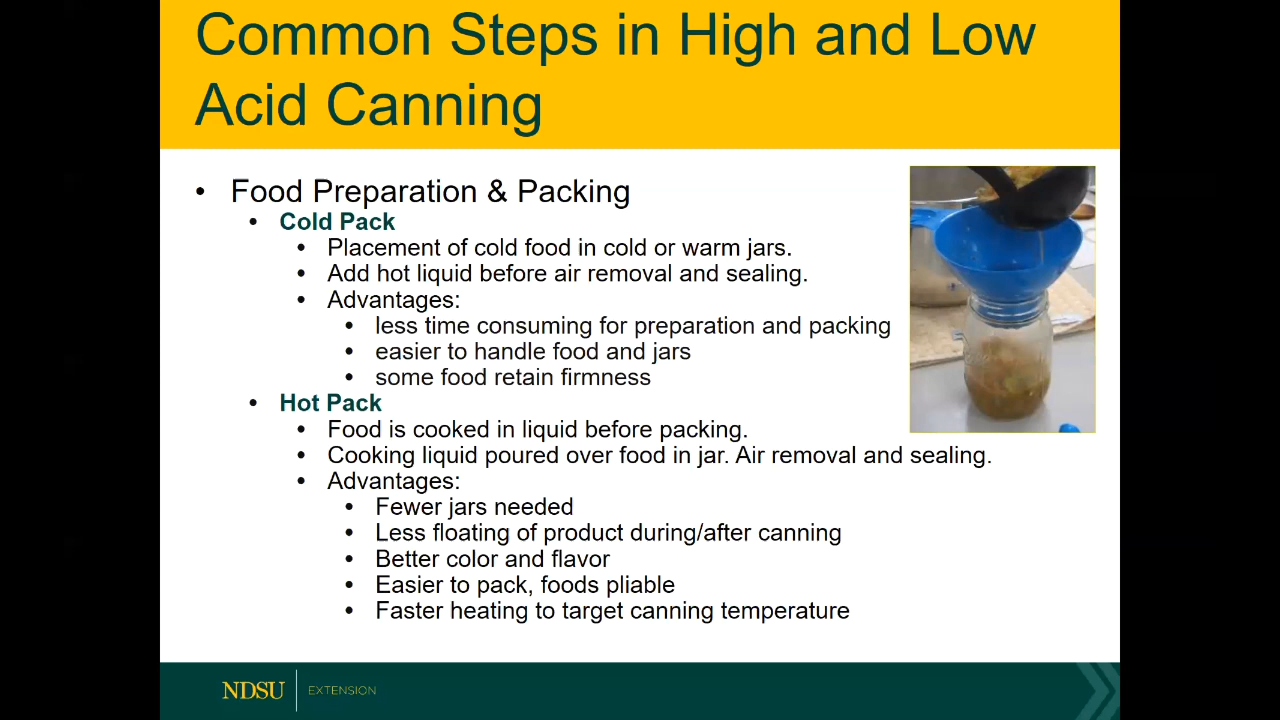 Common Steps in High and Low
Acid Canning
• Food Preparation & Packing
• Cold Pack
• Placement of cold food in cold or warm jars.
• Add hot liquid before air removal and sealing.
• Advantages:
• less time consuming for preparation and packing
• easier to handle food and jars
• some food retain firmness
• Hot Pack
• Food is cooked in liquid before packing.
• Cooking liquid poured over food in jar. Air removal and sealing.
• Advantages:
• Fewer jars needed
• Less floating of product during/after canning
• Better color and flavor
• Easier to pack, foods pliable
• Faster heating to target canning temperature
NDSU EXTENSION